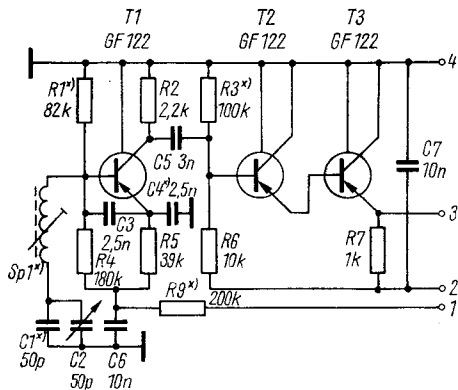 T1 T2 T3
GF 122 GF 122 GF 122
4
R1*) R2 R3*)
82k 2,2k 100k
C5 3n
C7
10n
C4*) 2,5n
C3
2,5n
3
Sp1*)
R4 R5 R6 R7
180k 39k 10k 1k
2
R9*)
200k
1
C1*) C2 C6
50p 50p 10n